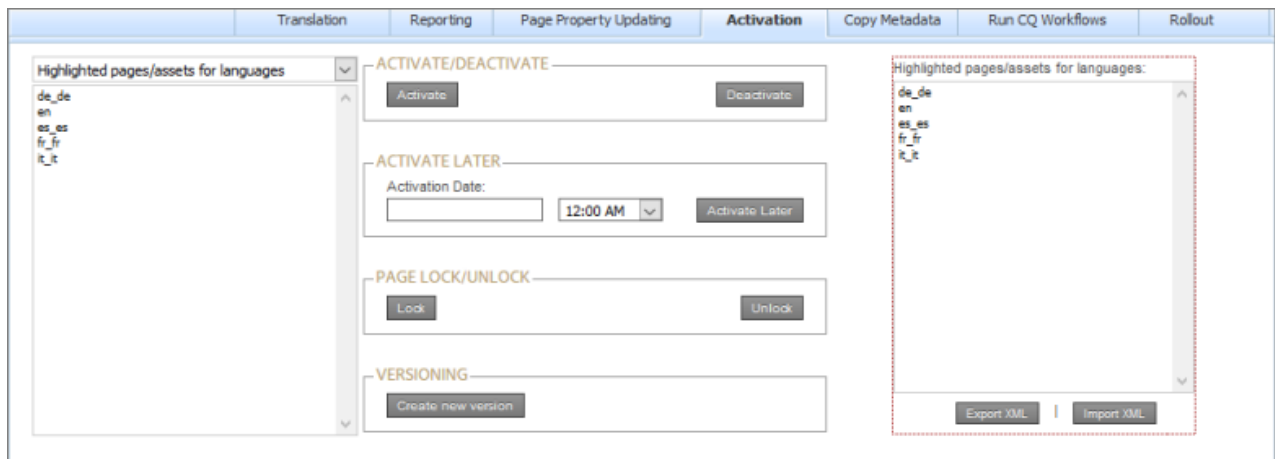 Translation Reporting Page Property Updating Activation Copy Metadata Run CQ Workflows Rollout
Highlighted pages/assets for languages
de_de
en
es_es
fr_fr
it_it
ACTIVATE/DEACTIVATE
Activate Deactivate
ACTIVATE LATER
Activation Date:
12:00 AM Activate Later
PAGE LOCK/UNLOCK
Lock Unlock
VERSIONING
Create new version
Highlighted pages/assets for languages:
de_de
en
es_es
fr_fr
it_it
Export XML | Import XML